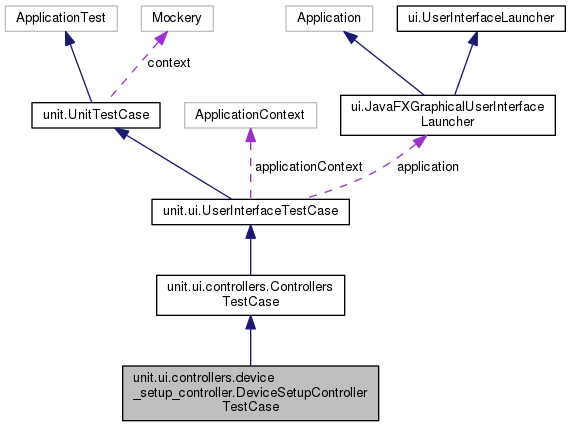 ApplicationTest
Mockery
Application
ui.UserInterfaceLauncher
context
unit.UnitTestCase
ApplicationContext
ui.JavaFXGraphicalUserInterface
Launcher
applicationContext
application
unit.ui.UserInterfaceTestCase
unit.ui.controllers.Controllers
TestCase
unit.ui.controllers.device
_setup_controller.DeviceSetupController
TestCase